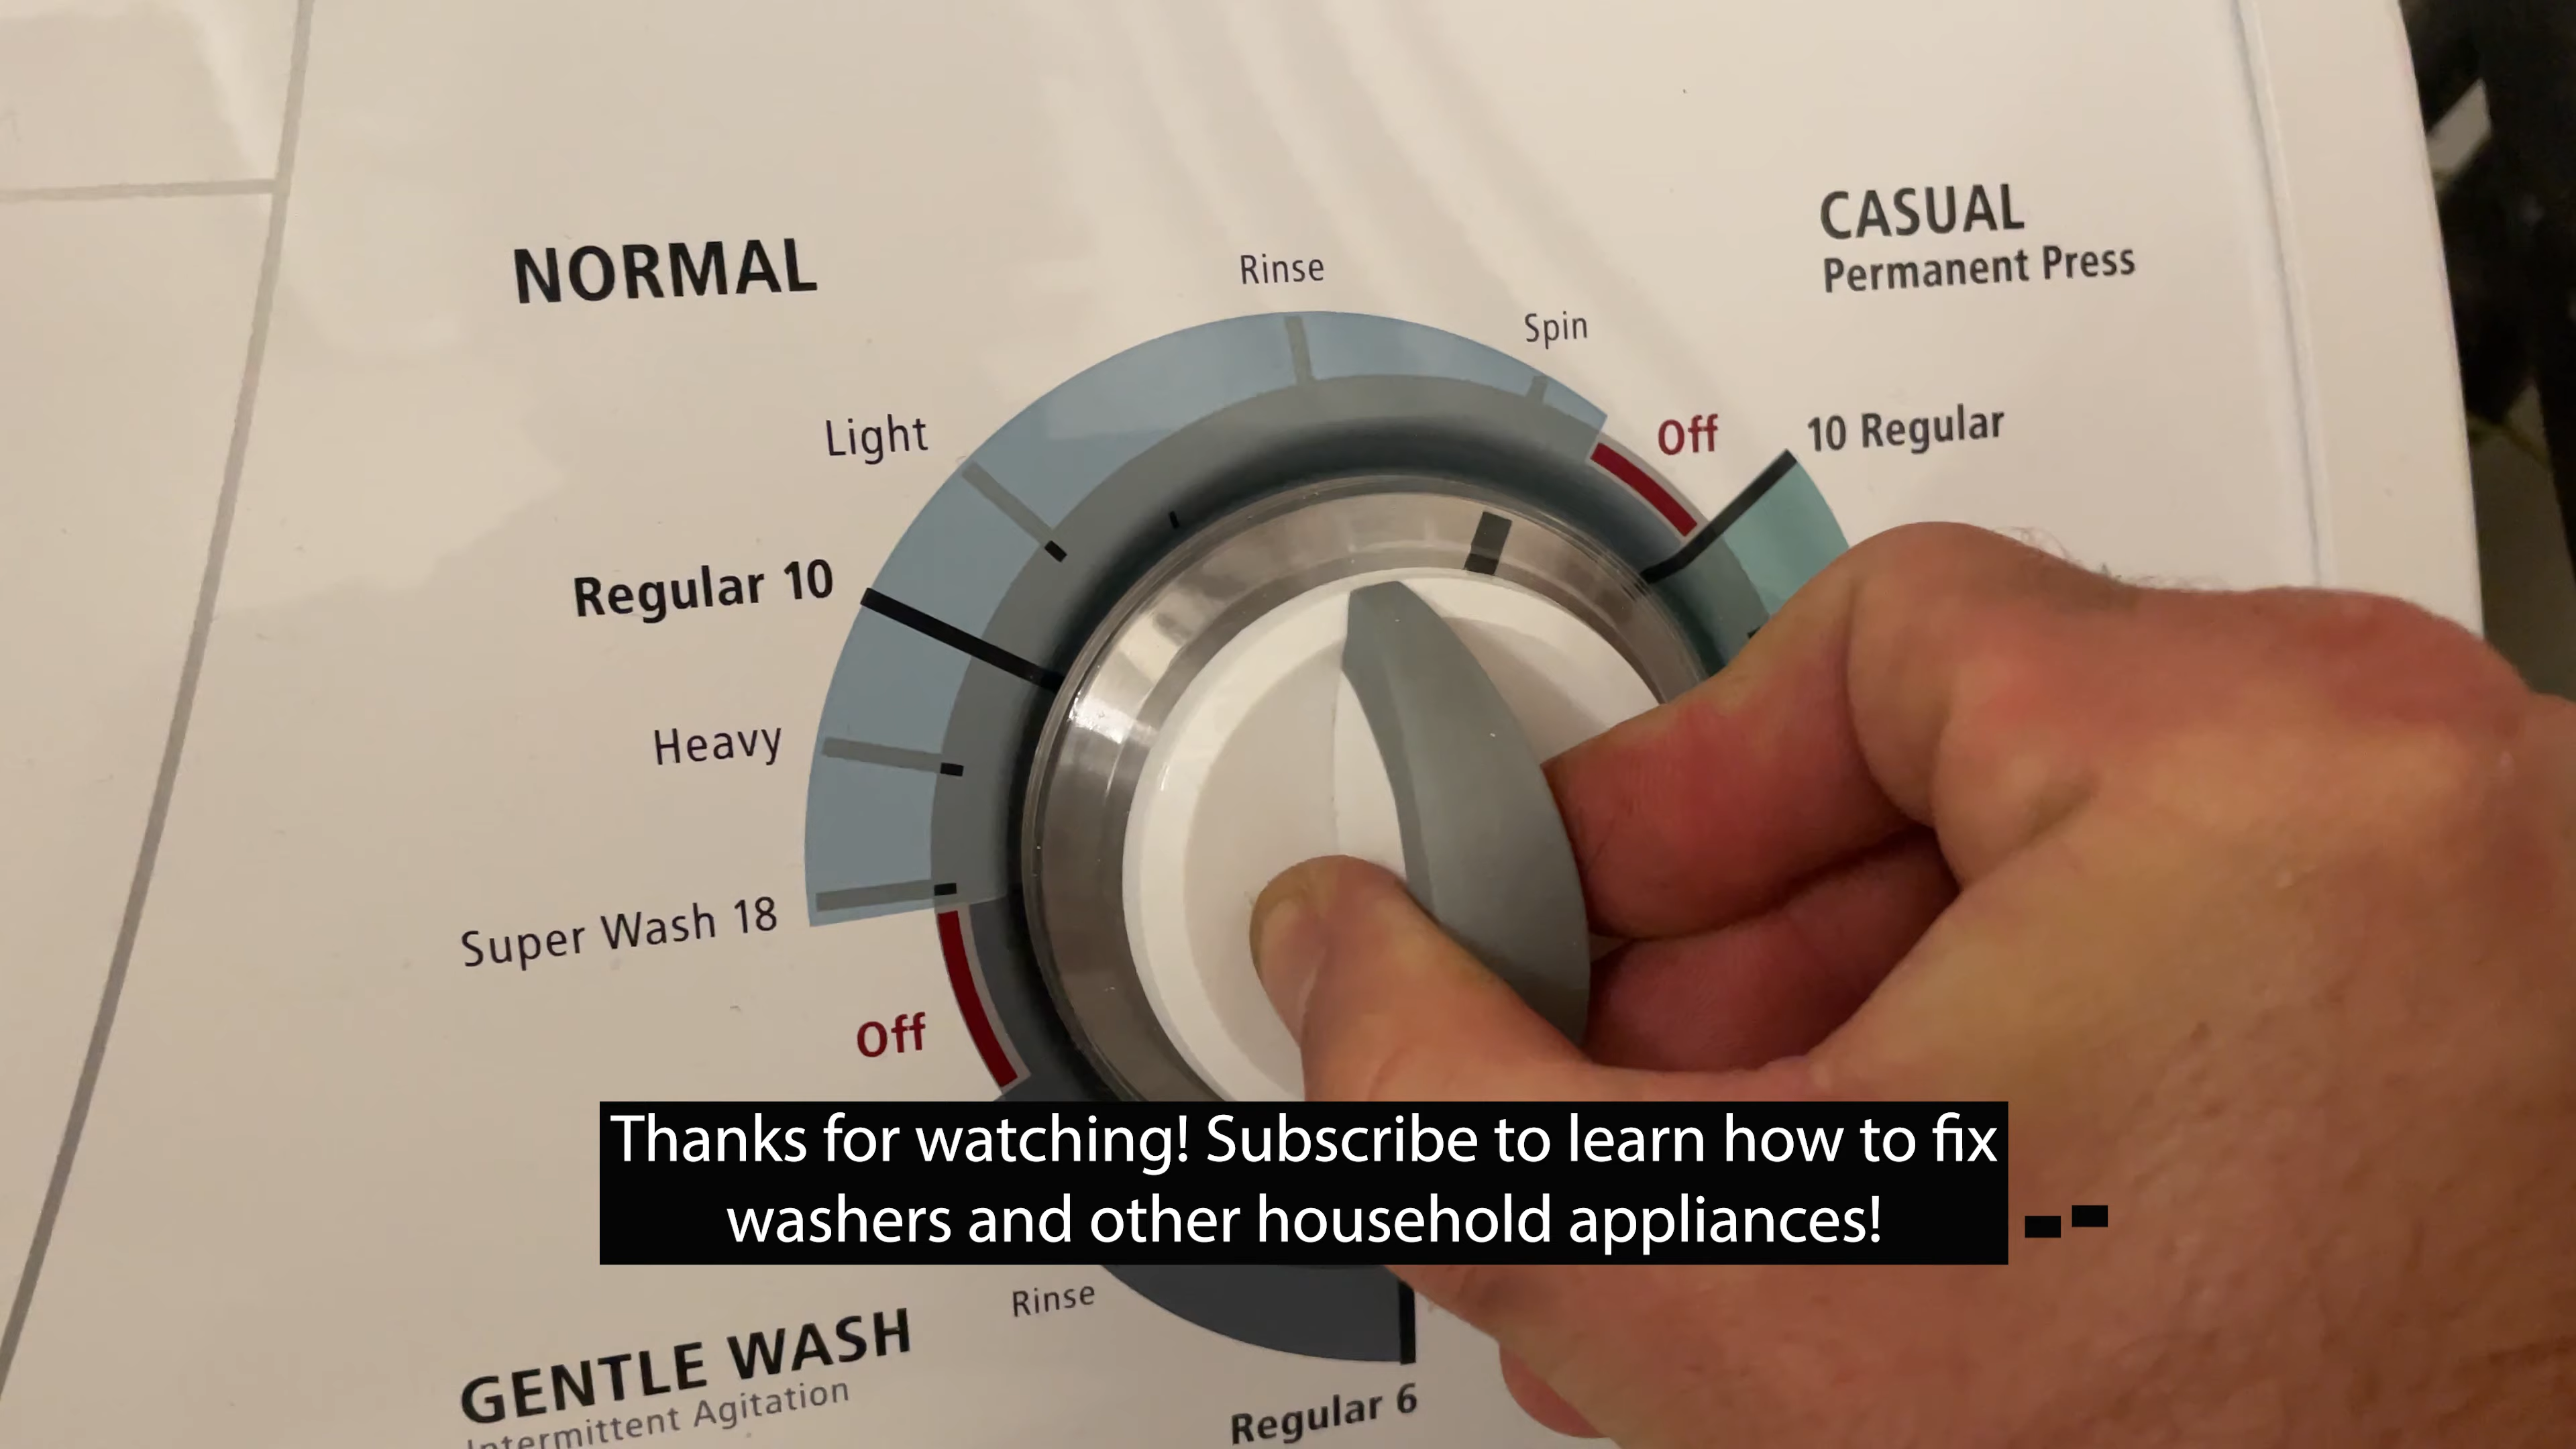 NORMAL
CASUAL
Permanent Press
Rinse
Spin
Off
10 Regular
Light
Regular 10
Heavy
Super Wash 18
Off
Thanks for watching! Subscribe to learn how to fix
washers and other household appliances!
Rinse
GENTLE WASH
Intermittent Agitation
Regular 6